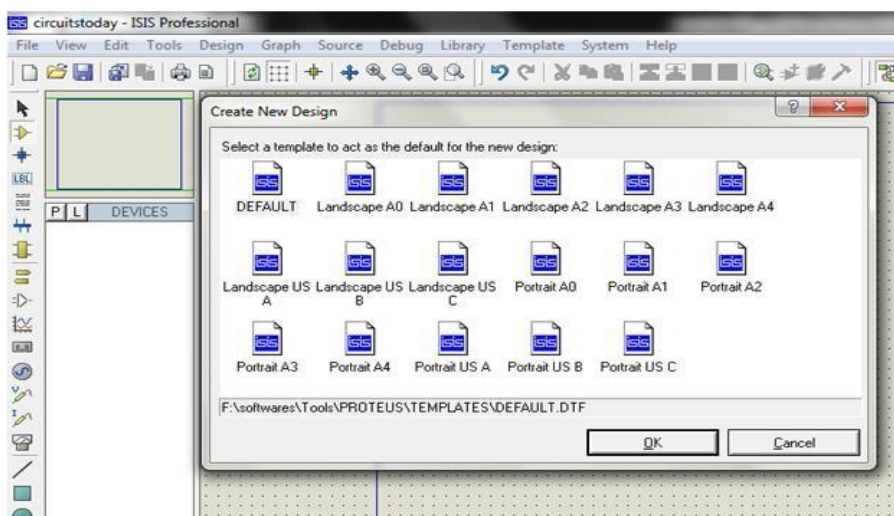 circuitstoday - ISIS Professional
File View Edit Tools Design Graph Source Debug Library Template System Help
Create New Design
Select a template to act as the default for the new design:
DEFAULT Landscape A0 Landscape A1 Landscape A2 Landscape A3 Landscape A4
Landscape US A Landscape US B Landscape US C Portrait A0 Portrait A1 Portrait A2
Portrait A3 Portrait A4 Portrait US A Portrait US B Portrait US C
F:\softwares\Tools\PROTEUS\TEMPLATES\DEFAULT.DTF
OK Cancel
P L DEVICES
LBL